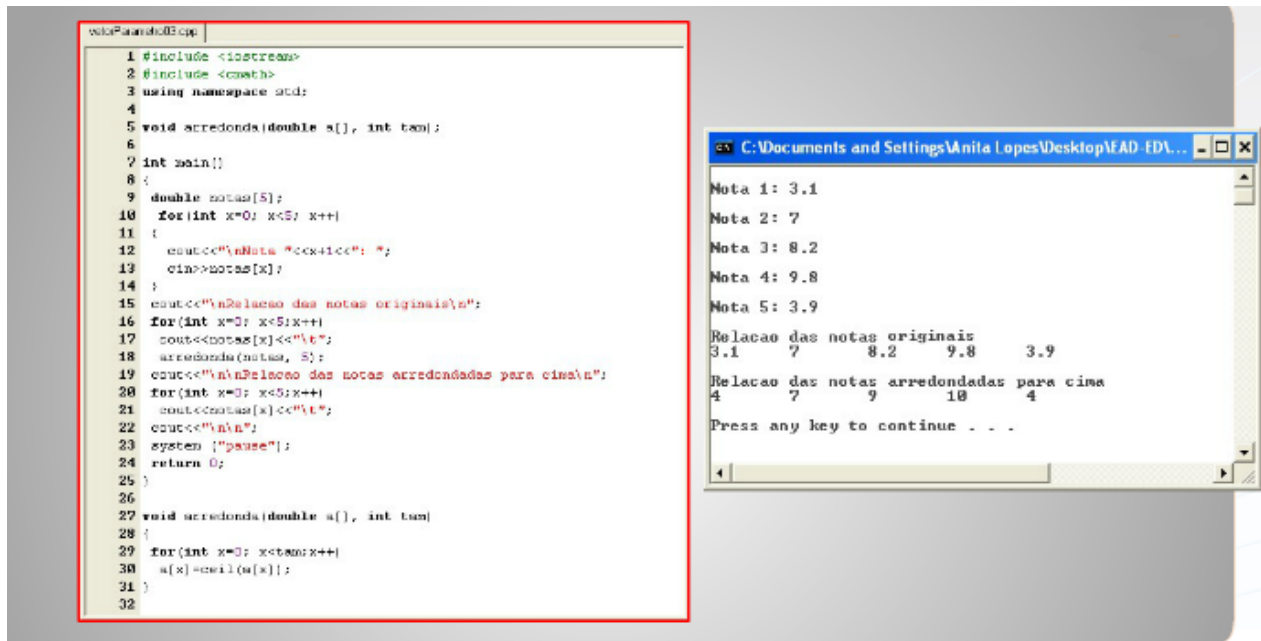 vetorParametro03.cpp
1 #include <iostream>
2 #include <cmath>
3 using namespace std;
4
5 void arredonda(double a[], int tam);
6
7 int main()
8 {
9 double notas[5];
10 for(int x=0; x<5; x++)
11 {
12 cout<<"\nNota "<<x+1<<": ";
13 cin>>notas[x];
14 }
15 cout<<"\nRelacao das notas originais\n";
16 for(int x=0; x<5;x++)
17 cout<<notas[x]<<"\t";
18 arredonda(notas, 5);
19 cout<<"\n\nRelacao das notas arredondadas para cima\n";
20 for(int x=0; x<5;x++)
21 cout<<notas[x]<<"\t";
22 cout<<"\n\n";
23 system ("pause");
24 return 0;
25 }
26
27 void arredonda(double a[], int tam)
28 {
29 for(int x=0; x<tam;x++)
30 a[x]=ceil(a[x]);
31 }
32
C:\Documents and Settings\Anita Lopes\Desktop\EAD-ED\...
Nota 1: 3.1
Nota 2: 7
Nota 3: 8.2
Nota 4: 9.8
Nota 5: 3.9
Relacao das notas originais
3.1 7 8.2 9.8 3.9
Relacao das notas arredondadas para cima
4 7 9 10 4
Press any key to continue . . .